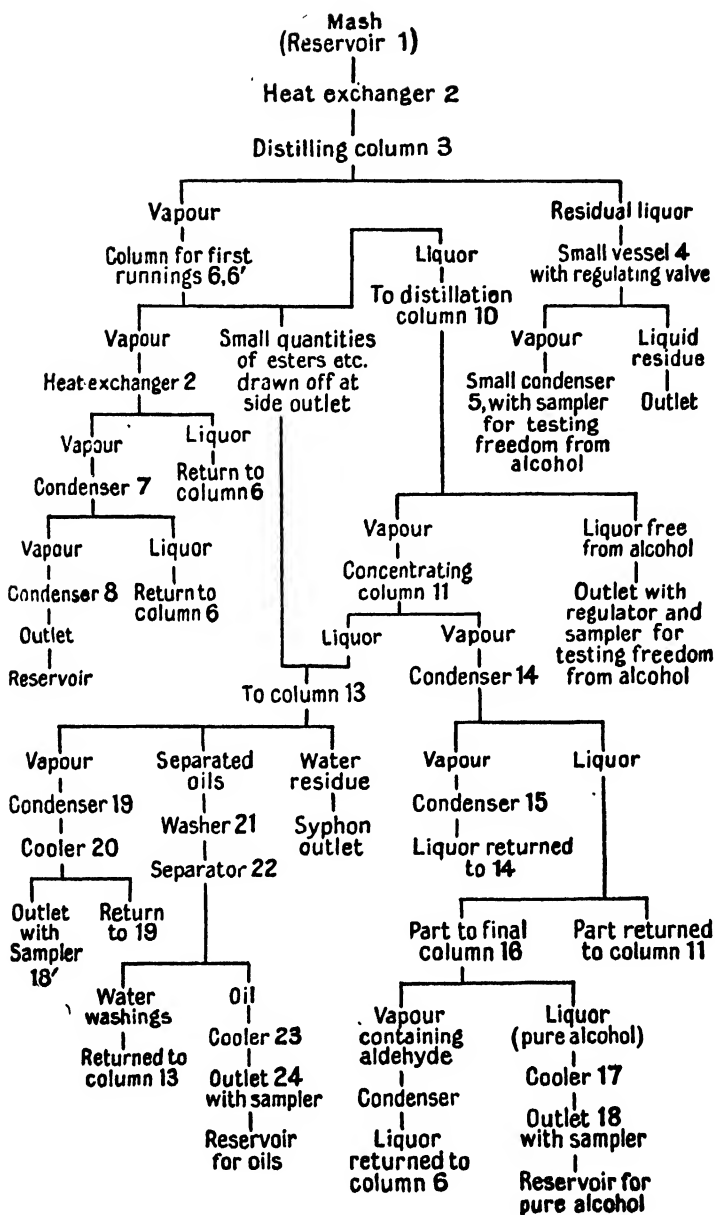 Mash
(Reservoir 1)
Heat exchanger 2
Distilling column 3
Vapour
Residual liquor
Column for first
runnings 6,6'
Liquor
To distillation
column 10
Small vessel 4
with regulating valve
Vapour
Heat exchanger 2
Small quantities
of esters etc.
drawn off at
side outlet
Vapour
Small condenser
5, with sampler
for testing
freedom from
alcohol
Liquid
residue
Outlet
Vapour
Condenser 7
Liquor
Return to
column 6
Vapour
Condenser 8
Outlet
Reservoir
Liquor
Return to
column 6
Vapour
Concentrating
column 11
Liquor free
from alcohol
Outlet with
regulator and
sampler for
testing freedom
from alcohol
Liquor
To column 13
Vapour
Condenser 14
Vapour
Condenser 19
Cooler 20
Outlet
with
Sampler
18'
Return
to 19
Separated
oils
Washer 21
Separator 22
Water
residue
Syphon
outlet
Vapour
Condenser 15
Liquor returned
to 14
Liquor
Part to final
column 16
Part returned
to column 11
Water
washings
Returned to
column 13
Oil
Cooler 23
Outlet 24
with sampler
Reservoir
for oils
Vapour
containing
aldehyde
Condenser
Liquor
returned to
column 6
Liquor
(pure alcohol)
Cooler 17
Outlet 18
with sampler
Reservoir for
pure alcohol